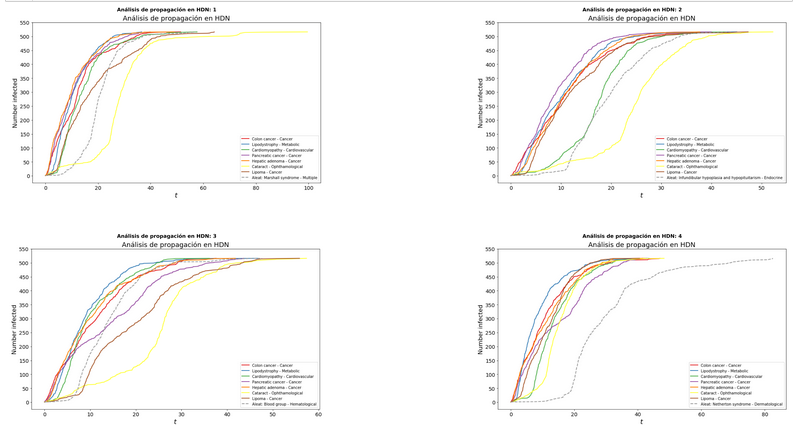 Análisis de propagación en HDN: 1
Análisis de propagación en HDN
Number infected
550
500
450
400
350
300
250
200
150
100
50
0
0 20 40 60 80 100
t
Colon cancer - Cancer
Lipodystrophy - Metabolic
Cardiomyopathy - Cardiovascular
Pancreatic cancer - Cancer
Hepatic adenoma - Cancer
Cataract - Ophthamological
Lipoma - Cancer
Aleat: Marshall syndrome - Multiple
Análisis de propagación en HDN: 2
Análisis de propagación en HDN
Number infected
550
500
450
400
350
300
250
200
150
100
50
0
0 10 20 30 40 50
t
Colon cancer - Cancer
Lipodystrophy - Metabolic
Cardiomyopathy - Cardiovascular
Pancreatic cancer - Cancer
Hepatic adenoma - Cancer
Cataract - Ophthamological
Lipoma - Cancer
Aleat: Infundibular hypoplasia and hypopituitarism - Endocrine
Análisis de propagación en HDN: 3
Análisis de propagación en HDN
Number infected
550
500
450
400
350
300
250
200
150
100
50
0
0 10 20 30 40 50 60
t
Colon cancer - Cancer
Lipodystrophy - Metabolic
Cardiomyopathy - Cardiovascular
Pancreatic cancer - Cancer
Hepatic adenoma - Cancer
Cataract - Ophthamological
Lipoma - Cancer
Aleat: Blood group - Hematological
Análisis de propagación en HDN: 4
Análisis de propagación en HDN
Number infected
550
500
450
400
350
300
250
200
150
100
50
0
0 20 40 60 80
t
Colon cancer - Cancer
Lipodystrophy - Metabolic
Cardiomyopathy - Cardiovascular
Pancreatic cancer - Cancer
Hepatic adenoma - Cancer
Cataract - Ophthamological
Lipoma - Cancer
Aleat: Netherton syndrome - Dermatological